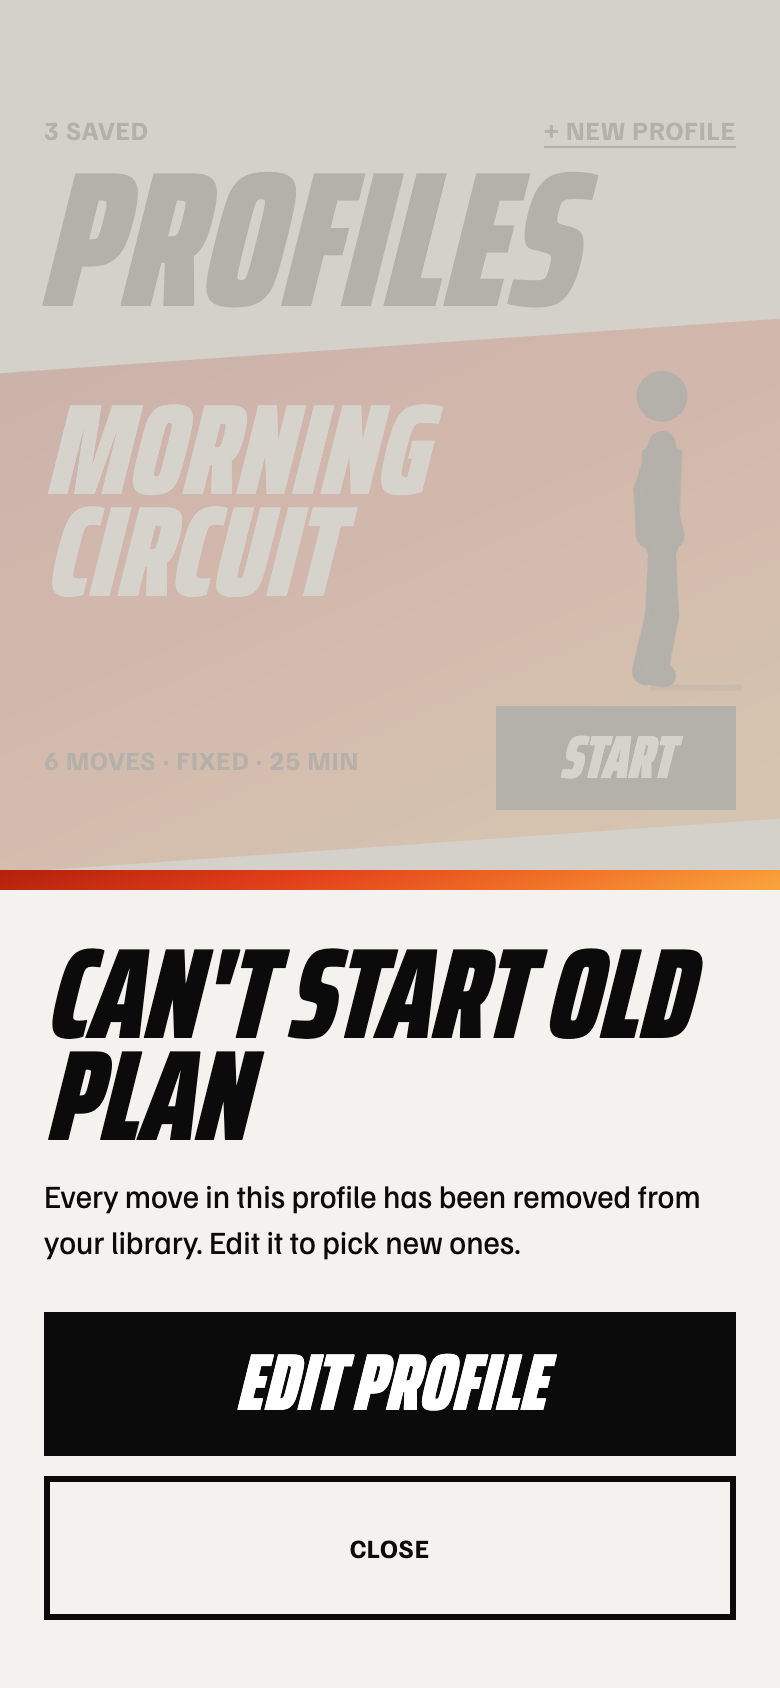 3 SAVED
+ NEW PROFILE
PROFILES
MORNING
CIRCUIT
6 MOVES · FIXED · 25 MIN
START
CAN'T START OLD
PLAN
Every move in this profile has been removed from
your library. Edit it to pick new ones.
EDIT PROFILE
CLOSE